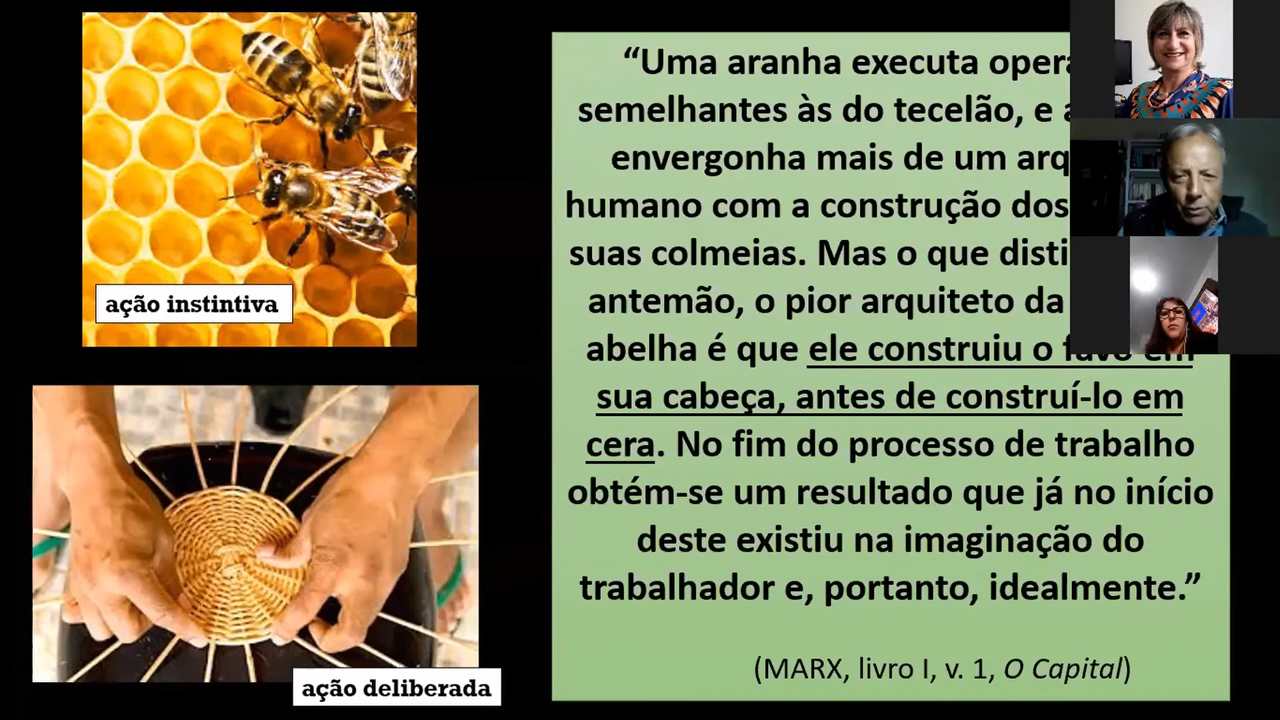 ação instintiva
ação deliberada
“Uma aranha executa
semelhantes às do tecelão, e
envergonha mais de um
humano com a construção dos
suas colmeias. Mas o que
antemão, o pior arquiteto da
abelha é que ele construiu o favo em
sua cabeça, antes de construí-lo em
cera. No fim do processo de trabalho
obtém-se um resultado que já no início
deste existiu na imaginação do
trabalhador e, portanto, idealmente.”
(MARX, livro I, v. 1, O Capital)